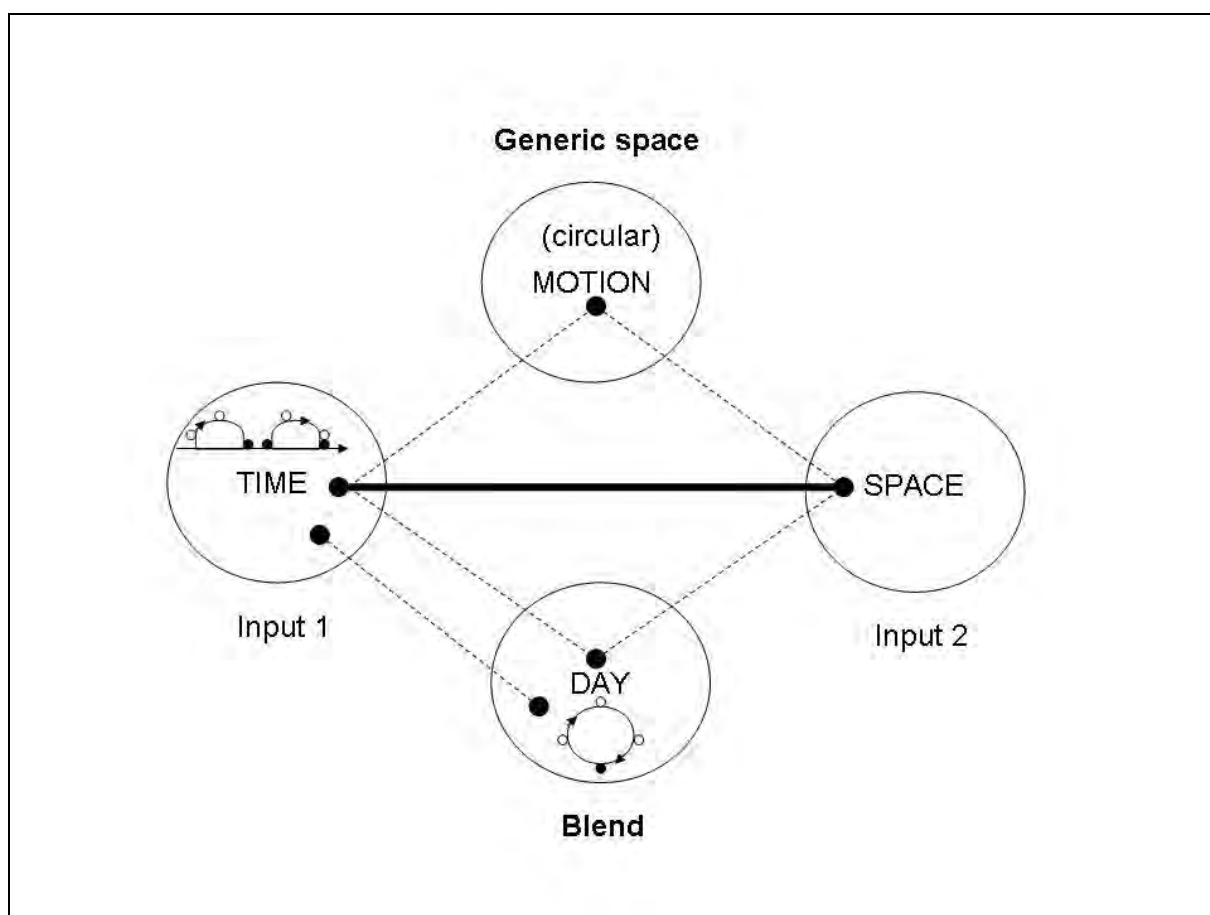 Generic space
(circular)
MOTION
TIME
SPACE
Input 1
Input 2
DAY
Blend